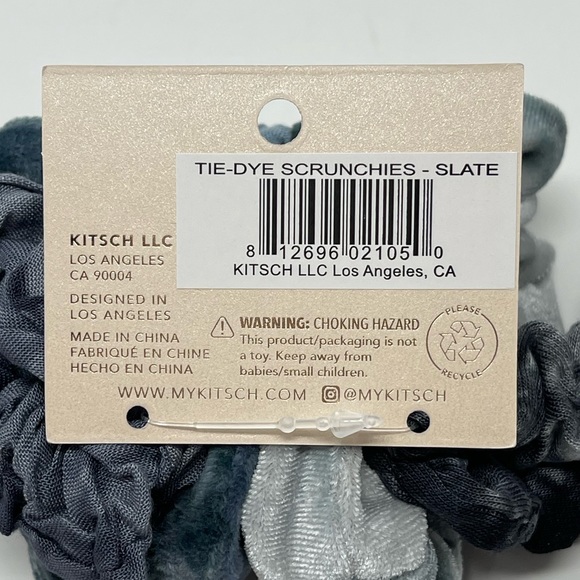 TIE-DYE SCRUNCHIES - SLATE
8 12696 02105 0
KITSCH LLC Los Angeles, CA
KITSCH LLC
LOS ANGELES
CA 90004
DESIGNED IN
LOS ANGELES
MADE IN CHINA
FABRIQUÉ EN CHINE
HECHO EN CHINA
WARNING: CHOKING HAZARD
This product/packaging is not
a toy. Keep away from
babies/small children.
PLEASE
RECYCLE
WWW.MYKITSCH.COM @MYKITSCH